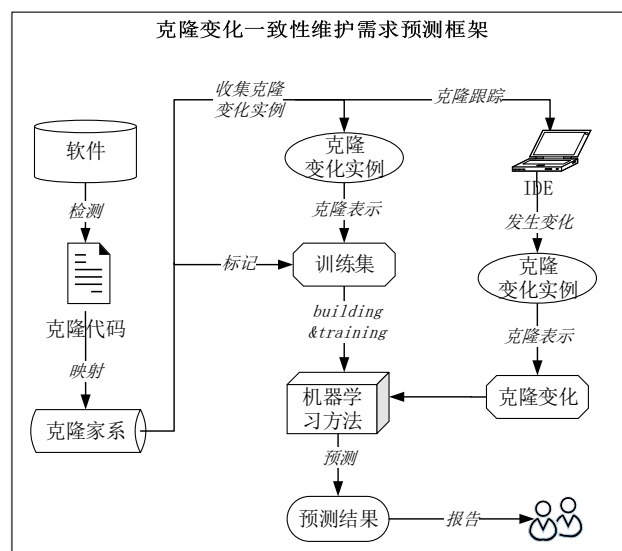 克隆变化一致性维护需求预测框架
收集克隆
变化实例
克隆跟踪
软件
克隆
变化实例
IDE
检测
克隆表示
发生变化
克隆代码
标记
训练集
克隆
变化实例
映射
building
&training
克隆表示
克隆家系
机器学
习方法
克隆变化
预测
预测结果
报告